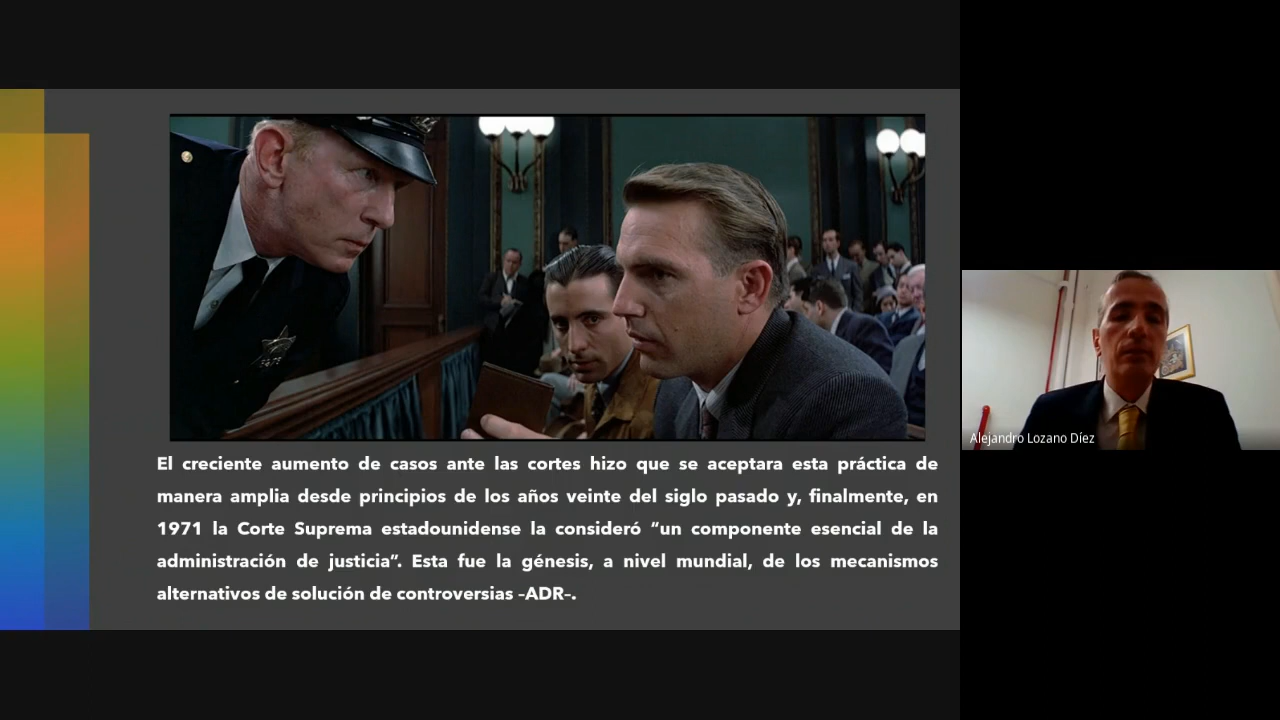 El creciente aumento de casos ante las cortes hizo que se aceptara esta práctica de
manera amplia desde principios de los años veinte del siglo pasado y, finalmente, en
1971 la Corte Suprema estadounidense la consideró “un componente esencial de la
administración de justicia”. Esta fue la génesis, a nivel mundial, de los mecanismos
alternativos de solución de controversias –ADR–.
Alejandro Lozano Díez